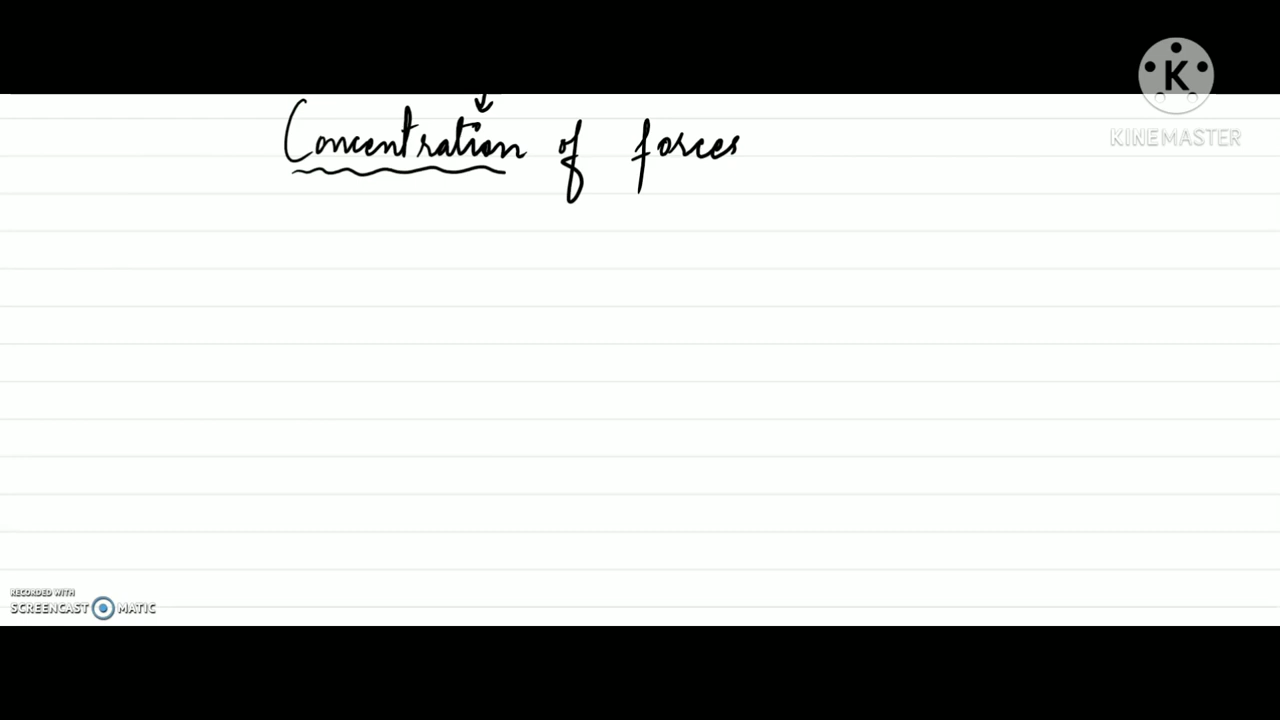 K
KINEMASTER
Concentration of forces
RECORDED WITH
SCREENCAST MATIC